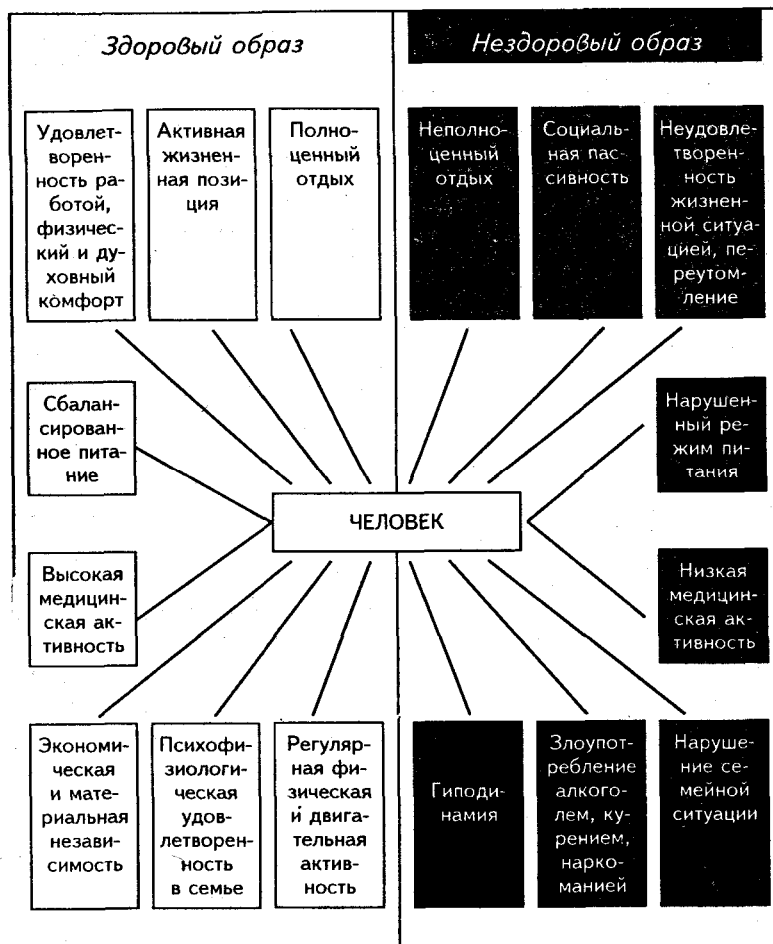 Здоровый образ
Нездоровый образ
Удовлет-
воренность ра-
ботой,
физичес-
кий и ду-
ховный
комфорт
Активная
жизнен-
ная пози-
ция
Полно-
ценный
отдых
Неполно-
ценный
отдых
Социаль-
ная пас-
сивность
Неудовле-
творен-
ность
жизнен-
ной ситуа-
цией, пе-
реутом-
ление
Сбалан-
сирован-
ное пита-
ние
Нарушен-
ный ре-
жим пи-
тания
ЧЕЛОВЕК
Высокая
медицин-
ская ак-
тивность
Низкая
медицин-
ская ак-
тивность
Экономи-
ческая
и мате-
риальная
незави-
симость
Психофи-
зиологи-
ческая
удов-
летворен-
ность
в семье
Регуляр-
ная фи-
зическая
и двига-
тельная
актив-
ность
Гиподи-
намия
Злоупот-
ребление
алкого-
лем, ку-
рением,
нарко-
манией
Наруше-
ние се-
мейной
ситуации